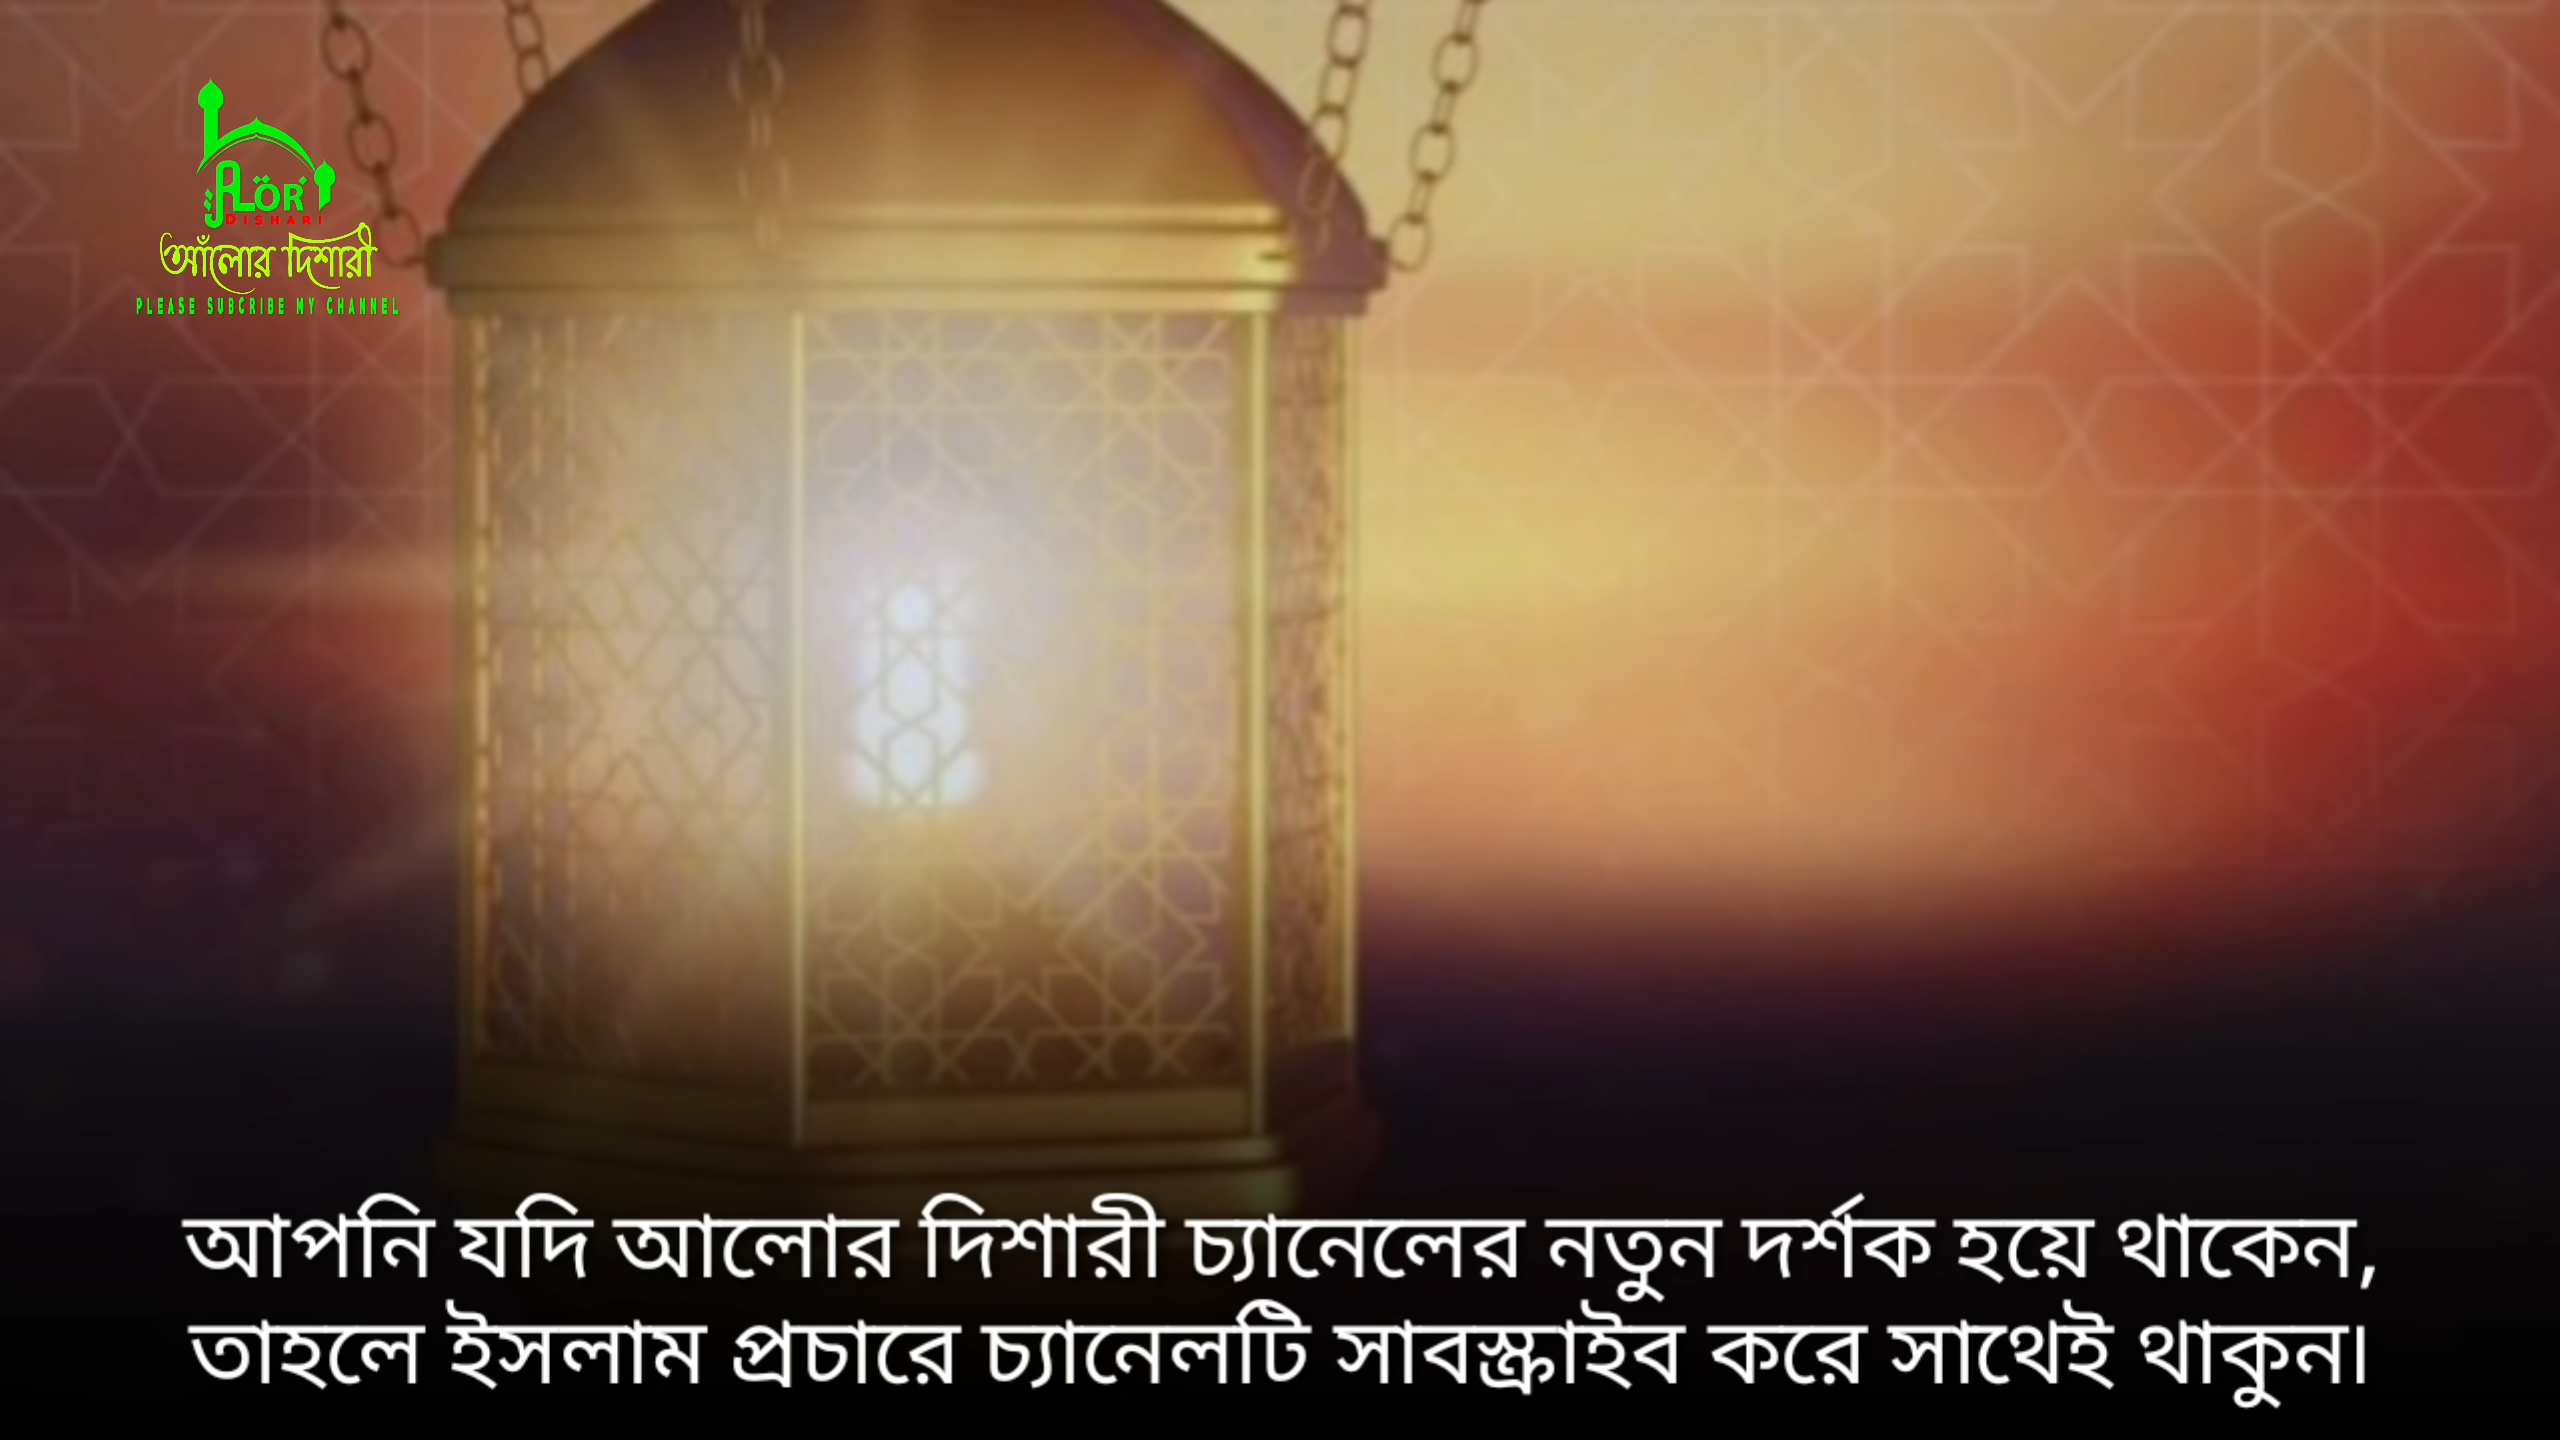 ALOR
DISHARI
আঁলোর দিশারী
PLEASE SUBCRIBE MY CHANNEL
আপনি যদি আলোর দিশারী চ্যানেলের নতুন দর্শক হয়ে থাকেন,
তাহলে ইসলাম প্রচারে চ্যানেলটি সাবস্ক্রাইব করে সাথেই থাকুন।